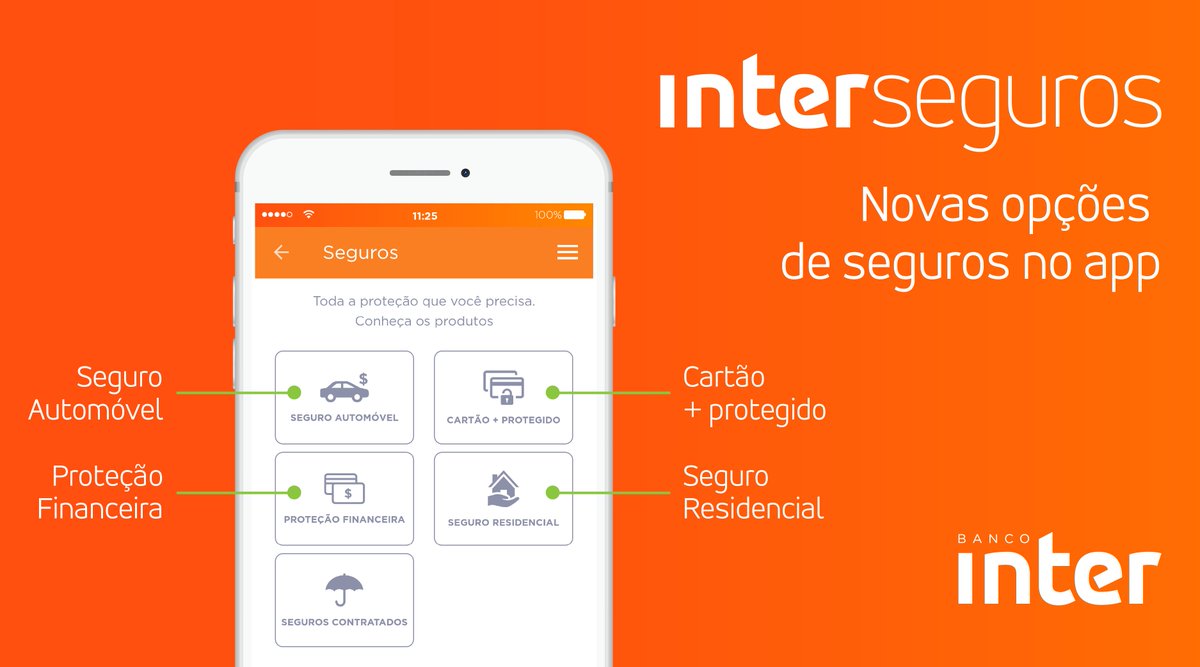 interseguros
Novas opções
de seguros no app
11:25
100%
Seguros
Toda a proteção que você precisa.
Conheça os produtos
Seguro
Automóvel
$
SEGURO AUTOMÓVEL
CARTÃO + PROTEGIDO
Cartão
+ protegido
Proteção
Financeira
$
PROTEÇÃO FINANCEIRA
SEGURO RESIDENCIAL
Seguro
Residencial
SEGUROS CONTRATADOS
BANCO
inter